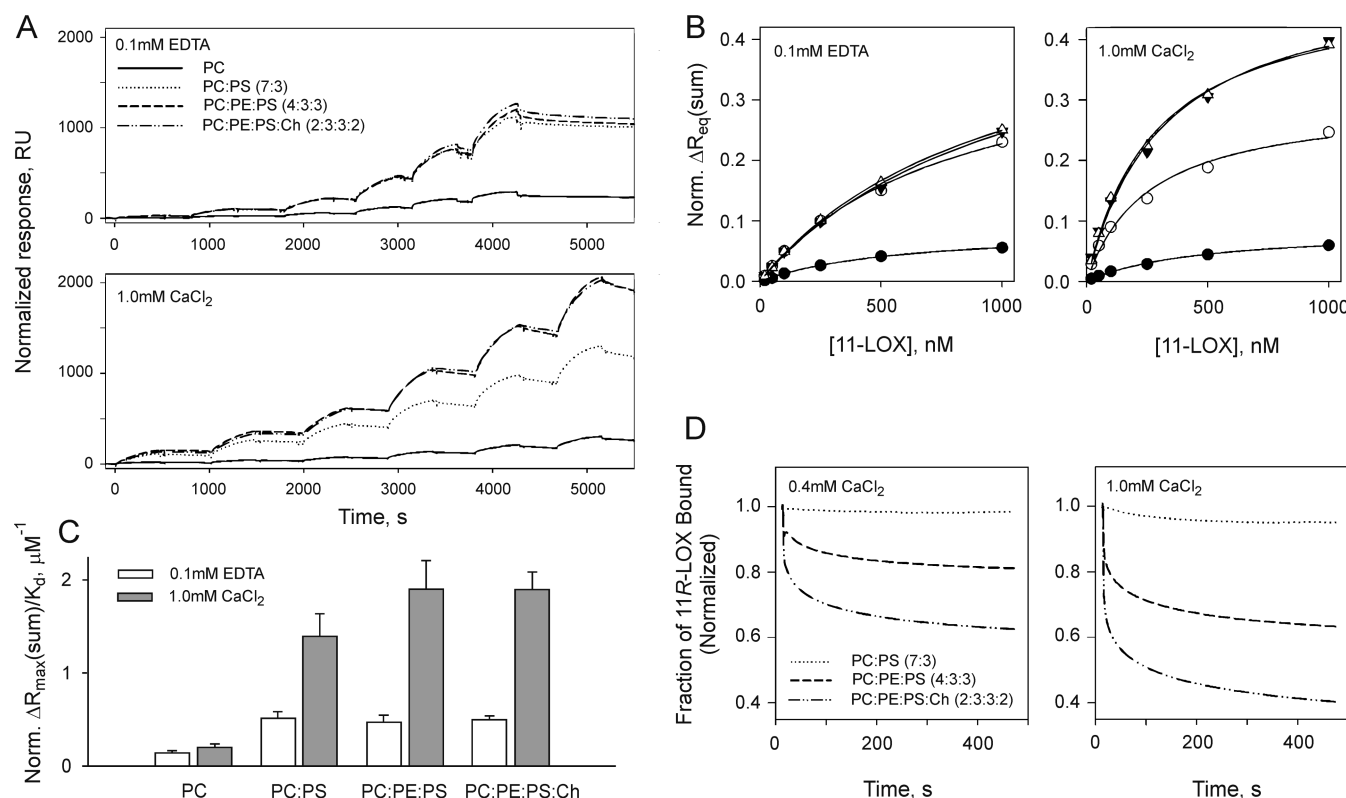 A
2000
0.1mM EDTA
PC
PC:PS (7:3)
PC:PE:PS (4:3:3)
PC:PE:PS:Ch (2:3:3:2)
1000
0
0 1000 2000 3000 4000 5000
2000
1.0mM CaCl2
1000
0
0 1000 2000 3000 4000 5000
Normalized response, RU
Time, s
B
0.4
0.3
0.2
0.1
0.0
0.1mM EDTA
0 500 1000
0.4
0.3
0.2
0.1
0.0
1.0mM CaCl2
0 500 1000
Norm. ΔReq(sum)
[11-LOX], nM
[11-LOX], nM
C
Norm. ΔRmax(sum)/Kd, μM-1
2
1
0
0.1mM EDTA
1.0mM CaCl2
PC PC:PS PC:PE:PS PC:PE:PS:Ch
D
Fraction of 11R-LOX Bound
(Normalized)
1.0
0.8
0.6
0.4
0.4mM CaCl2
PC:PS (7:3)
PC:PE:PS (4:3:3)
PC:PE:PS:Ch (2:3:3:2)
0 200 400
Time, s
1.0
0.8
0.6
0.4
1.0mM CaCl2
0 200 400
Time, s